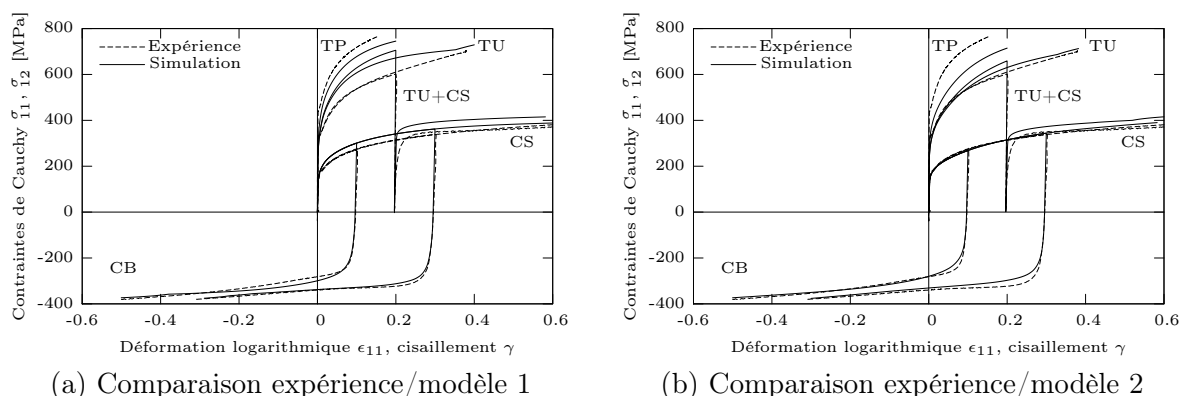 800
600
400
200
0
-200
-400
-0.6
-0.4
-0.2
0
0.2
0.4
0.6
Contraintes de Cauchy σ11, σ12 [MPa]
Déformation logarithmique ϵ11, cisaillement γ
Expérience
Simulation
TP
TU
TU+CS
CS
CB
(a) Comparaison expérience/modèle 1
800
600
400
200
0
-200
-400
-0.6
-0.4
-0.2
0
0.2
0.4
0.6
Contraintes de Cauchy σ11, σ12 [MPa]
Déformation logarithmique ϵ11, cisaillement γ
Expérience
Simulation
TP
TU
TU+CS
CS
CB
(b) Comparaison expérience/modèle 2